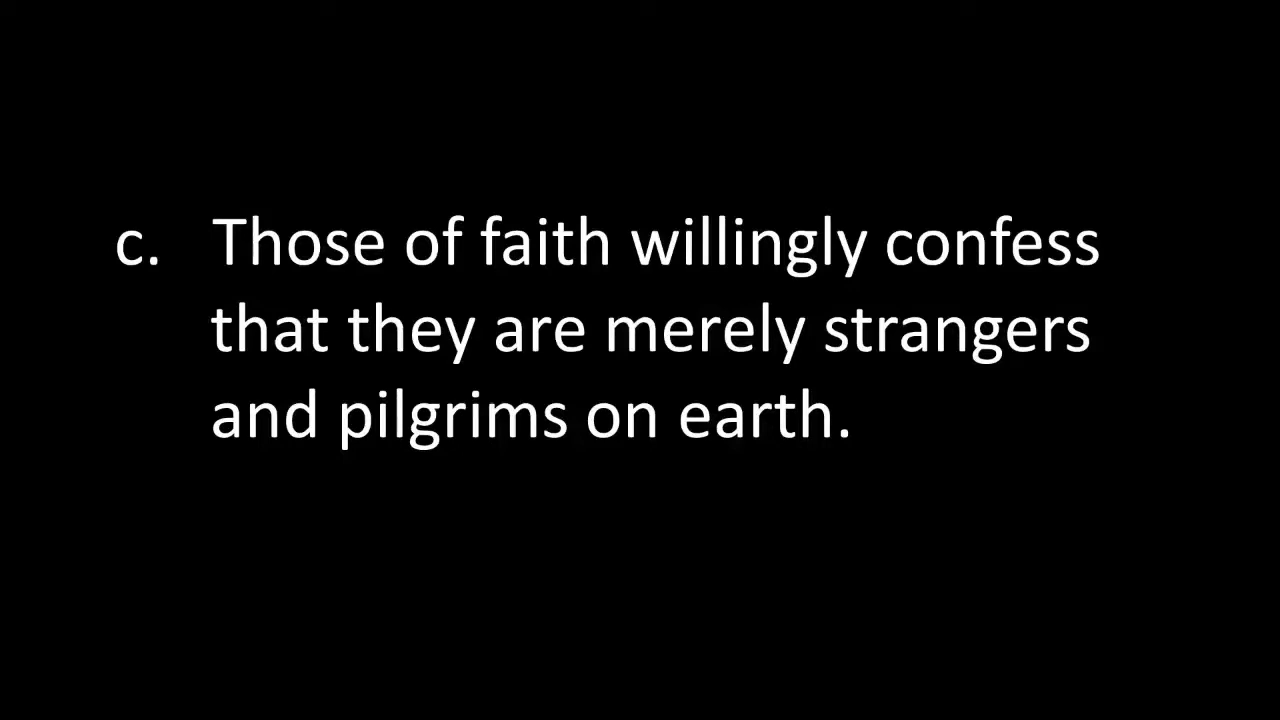 c. Those of faith willingly confess
that they are merely strangers
and pilgrims on earth.